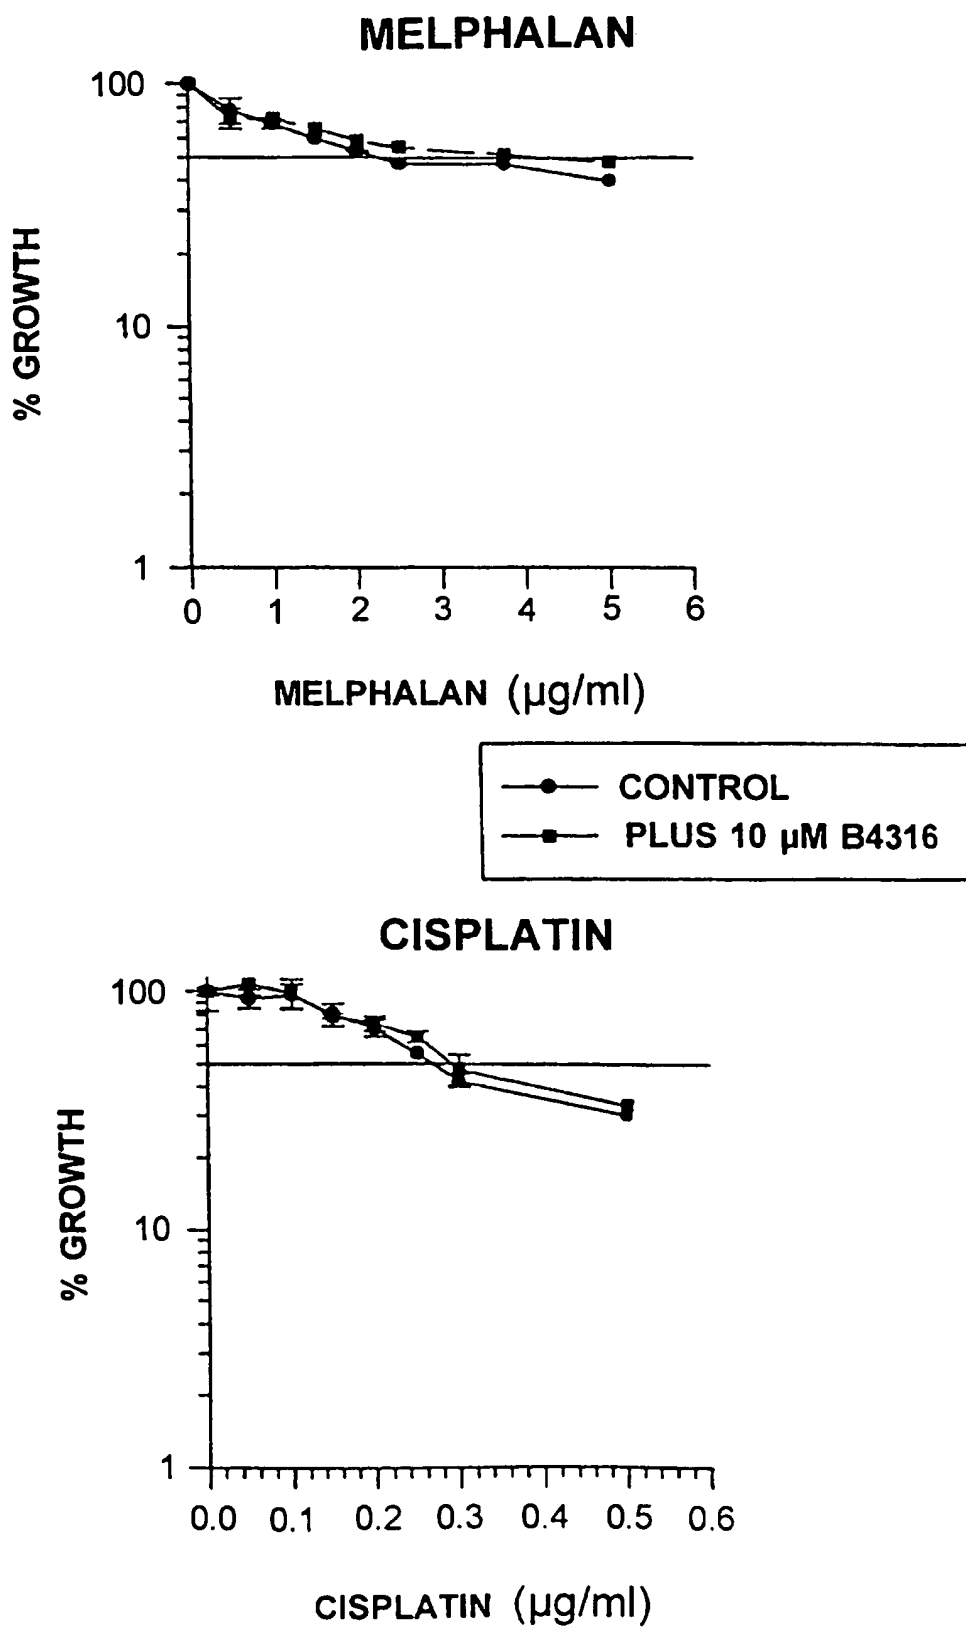 MELPHALAN
100
10
1
% GROWTH
0 1 2 3 4 5 6
MELPHALAN (µg/ml)
CONTROL
PLUS 10 µM B4316
CISPLATIN
100
10
1
% GROWTH
0.0 0.1 0.2 0.3 0.4 0.5 0.6
CISPLATIN (µg/ml)